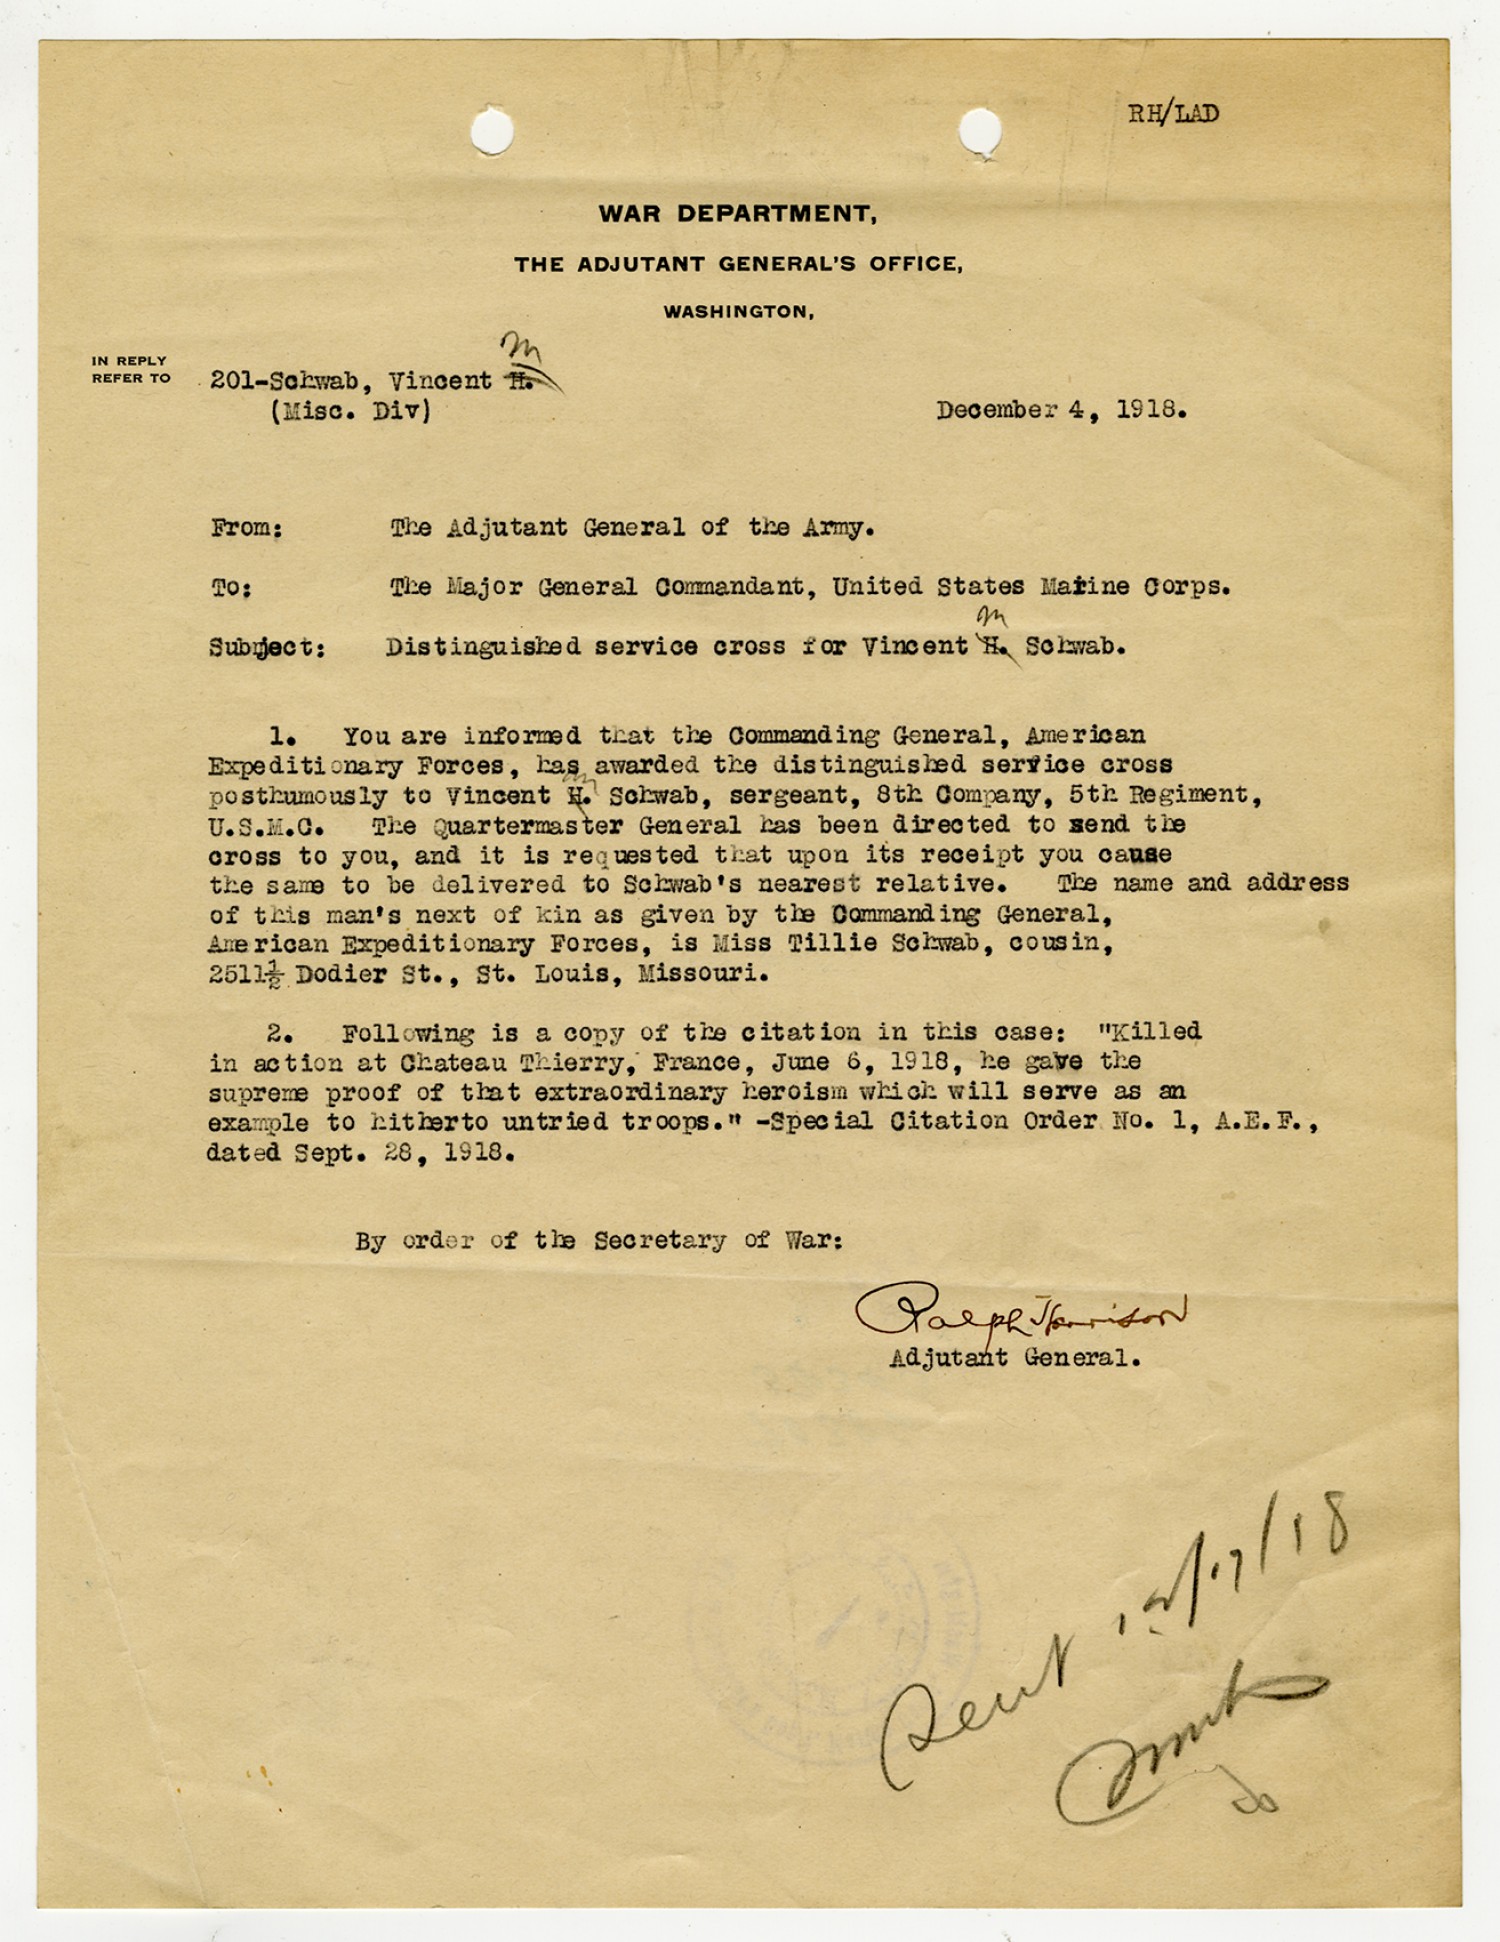 RH/LAD
WAR DEPARTMENT,
THE ADJUTANT GENERAL'S OFFICE,
WASHINGTON,
IN REPLY
REFER TO
M
201-Schwab, Vincent H.
(Misc. Div)
December 4, 1918.
From: The Adjutant General of the Army.
To: The Major General Commandant, United States Marine Corps.
M
Subject: Distinguished service cross for Vincent H. Schwab.
1. You are informed that the Commanding General, American
Expeditionary Forces, has awarded the distinguished service cross
M
posthumously to Vincent H. Schwab, sergeant, 8th Company, 5th Regiment,
U.S.M.C. The Quartermaster General has been directed to send the
cross to you, and it is requested that upon its receipt you cause
the same to be delivered to Schwab's nearest relative. The name and address
of this man's next of kin as given by the Commanding General,
American Expeditionary Forces, is Miss Tillie Schwab, cousin,
2511½ Dodier St., St. Louis, Missouri.
2. Following is a copy of the citation in this case: "Killed
in action at Chateau Thierry, France, June 6, 1918, he gave the
supreme proof of that extraordinary heroism which will serve as an
example to hitherto untried troops." -Special Citation Order No. 1, A.E.F.,
dated Sept. 28, 1918.
By order of the Secretary of War:
Ralph Harrison
Adjutant General.
Sent 12/17/18